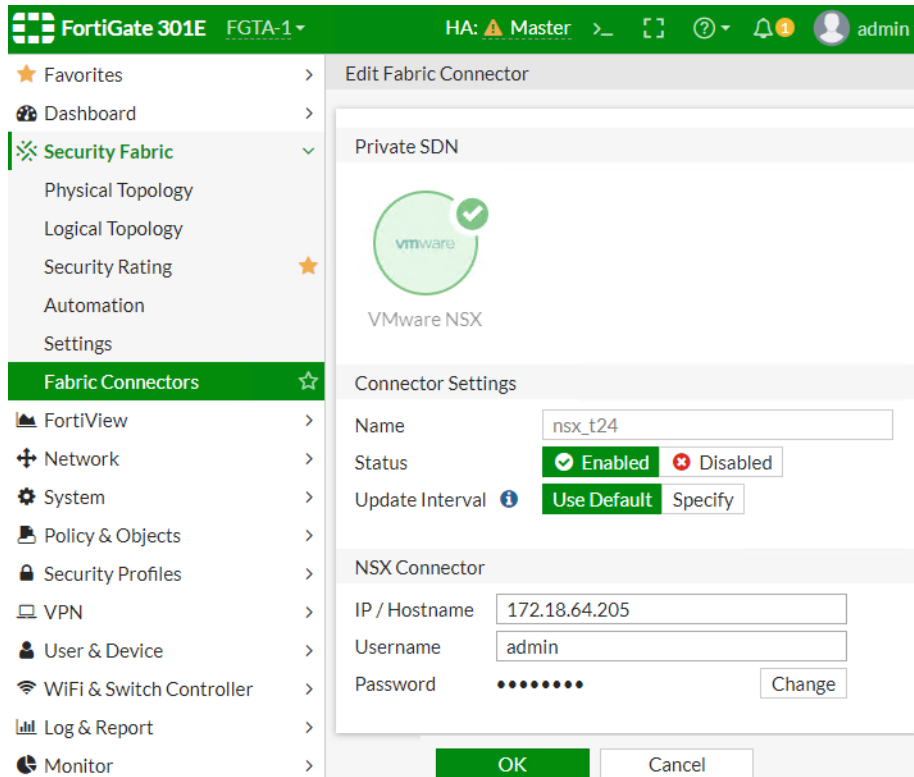 FortiGate 301E FGTA-1 HA: Master >_ 1 admin
Favorites
Dashboard
Security Fabric
Physical Topology
Logical Topology
Security Rating
Automation
Settings
Fabric Connectors
FortiView
Network
System
Policy & Objects
Security Profiles
VPN
User & Device
WiFi & Switch Controller
Log & Report
Monitor
Edit Fabric Connector
Private SDN
vmware
VMware NSX
Connector Settings
Name nsx_t24
Status Enabled Disabled
Update Interval Use Default Specify
NSX Connector
IP / Hostname 172.18.64.205
Username admin
Password •••••••• Change
OK Cancel